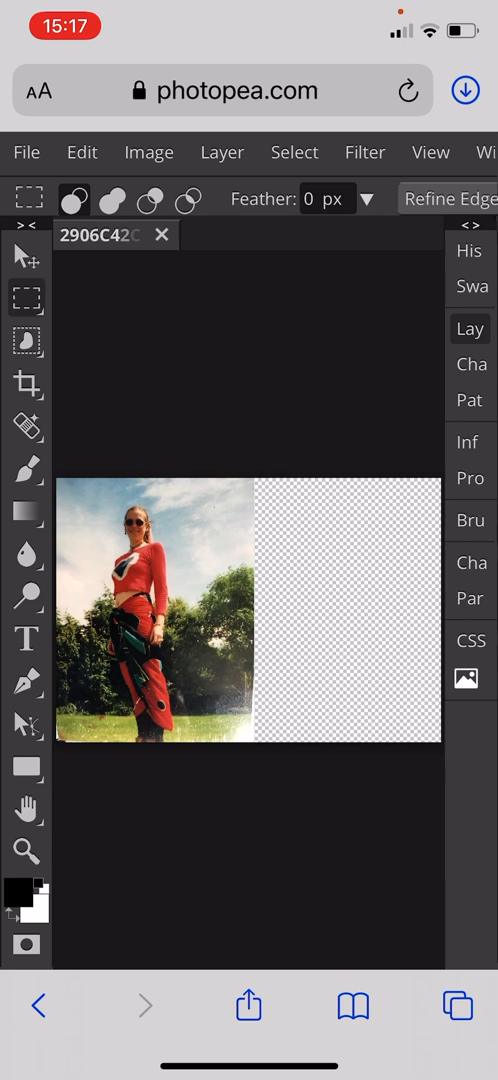 15:17
AA photopea.com
File Edit Image Layer Select Filter View Wi
Feather: 0 px Refine Edge
> < < >
2906C42C
His
Swa
Lay
Cha
Pat
Inf
Pro
Bru
Cha
Par
CSS
T